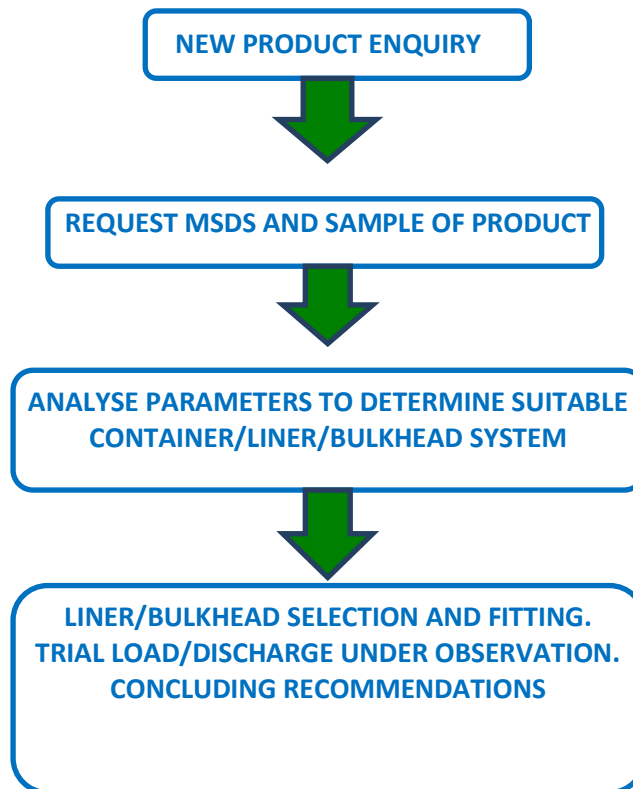 NEW PRODUCT ENQUIRY
REQUEST MSDS AND SAMPLE OF PRODUCT
ANALYSE PARAMETERS TO DETERMINE SUITABLE
CONTAINER/LINER/BULKHEAD SYSTEM
LINER/BULKHEAD SELECTION AND FITTING.
TRIAL LOAD/DISCHARGE UNDER OBSERVATION.
CONCLUDING RECOMMENDATIONS